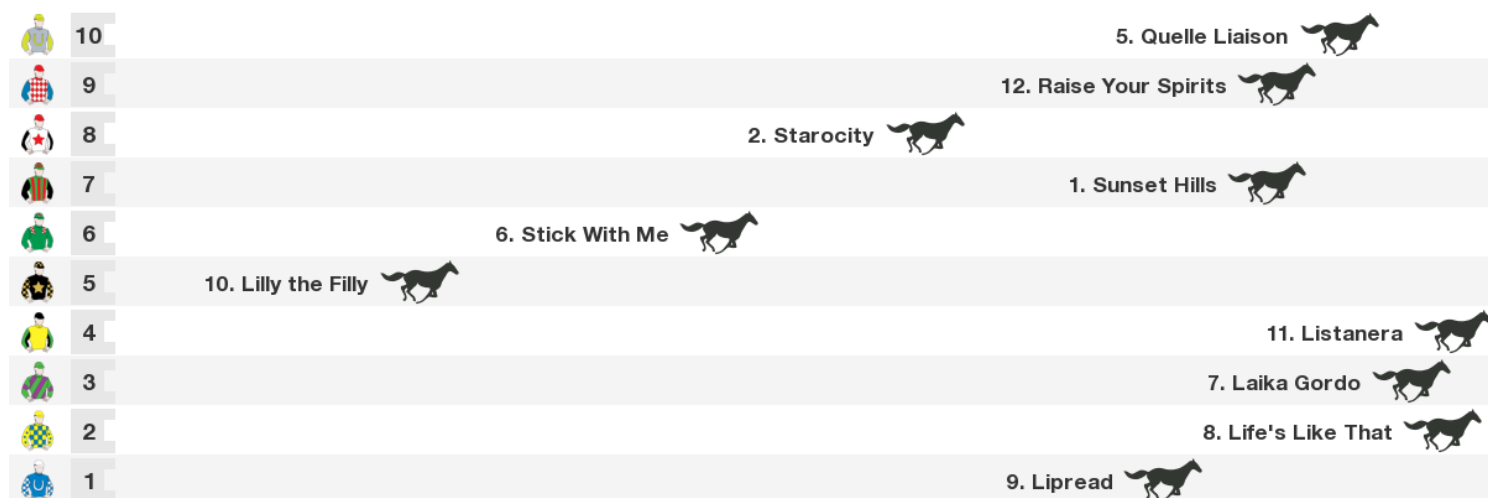 10 5. Quelle Liaison
9 12. Raise Your Spirits
8 2. Starocity
7 1. Sunset Hills
6 6. Stick With Me
5 10. Lilly the Filly
4 11. Listanera
3 7. Laika Gordo
2 8. Life's Like That
1 9. Lipread